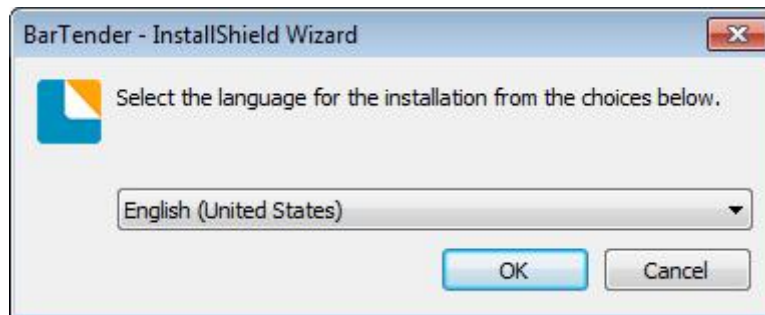 BarTender - InstallShield Wizard
Select the language for the installation from the choices below.
English (United States)
OK
Cancel